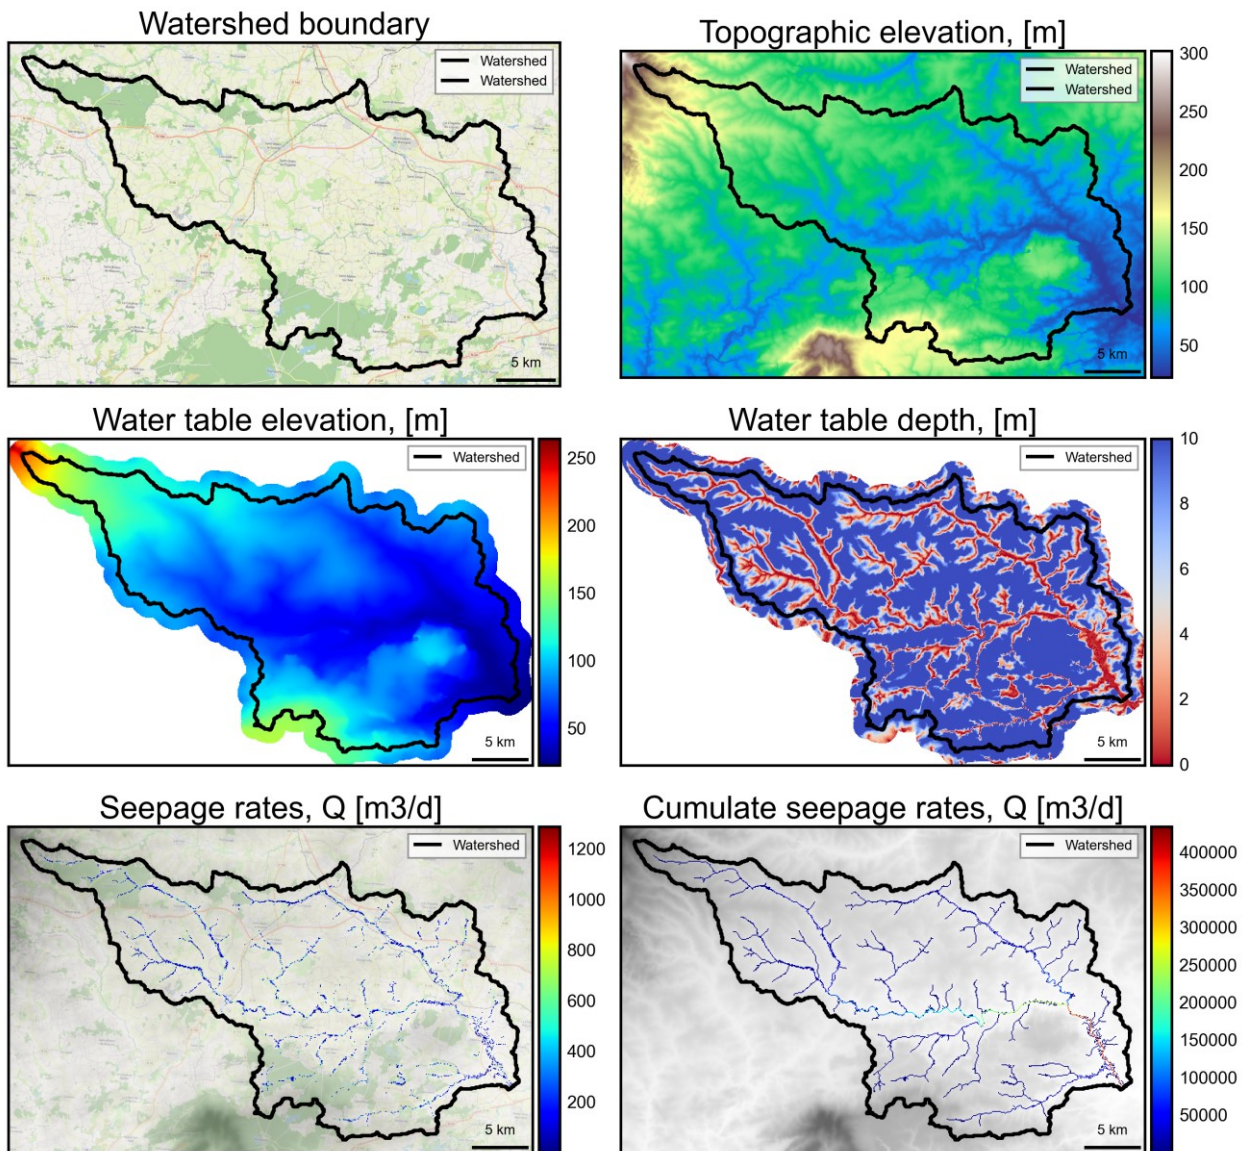 Watershed boundary
Watershed
Watershed
5 km
Topographic elevation, [m]
Watershed
Watershed
5 km
300
250
200
150
100
50
Water table elevation, [m]
Watershed
5 km
250
200
150
100
50
Water table depth, [m]
Watershed
5 km
10
8
6
4
2
0
Seepage rates, Q [m3/d]
Watershed
5 km
1200
1000
800
600
400
200
Cumulate seepage rates, Q [m3/d]
Watershed
5 km
400000
350000
300000
250000
200000
150000
100000
50000